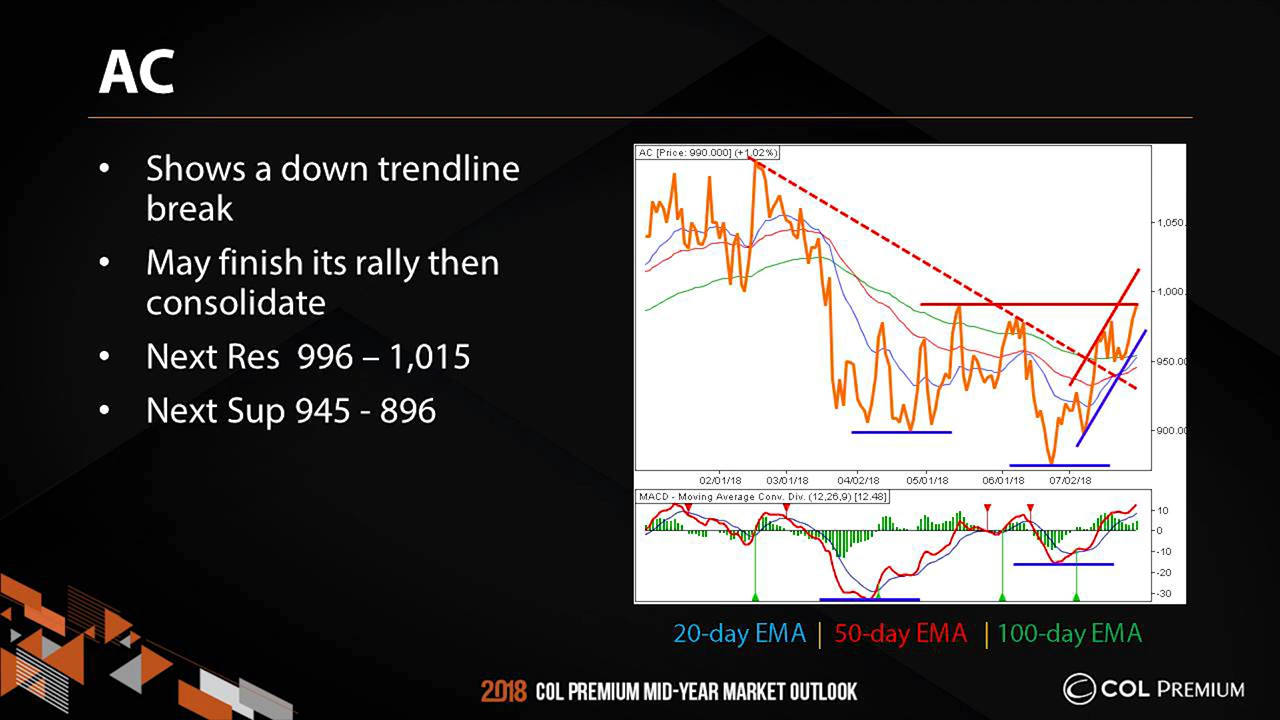 AC
• Shows a down trendline
break
• May finish its rally then
consolidate
• Next Res 996 – 1,015
• Next Sup 945 - 896
AC [Price: 990.000] (+1.02%)
1,050.
1,000.
950.00
900.00
02/01/18 03/01/18 04/02/18 05/01/18 06/01/18 07/02/18
MACD - Moving Average Conv. Div. (12,26,9) [12.48]
10
0
-10
-20
-30
20-day EMA | 50-day EMA | 100-day EMA
2018 COL PREMIUM MID-YEAR MARKET OUTLOOK
COL PREMIUM